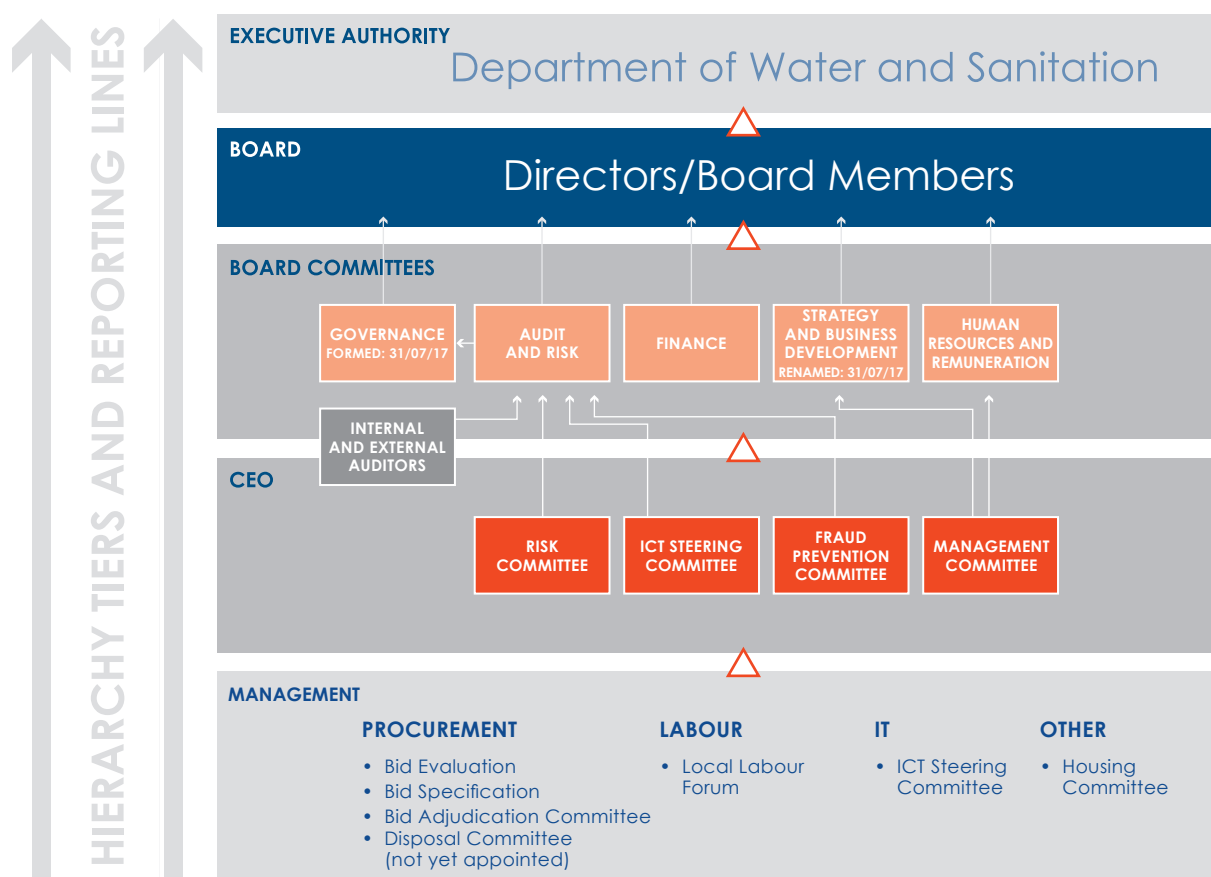 HIERARCHY TIERS AND REPORTING LINES
EXECUTIVE AUTHORITY
Department of Water and Sanitation
BOARD
Directors/Board Members
BOARD COMMITTEES
GOVERNANCE
FORMED: 31/07/17
AUDIT
AND RISK
FINANCE
STRATEGY
AND BUSINESS
DEVELOPMENT
RENAMED: 31/07/17
HUMAN
RESOURCES AND
REMUNERATION
INTERNAL
AND EXTERNAL
AUDITORS
CEO
RISK
COMMITTEE
ICT STEERING
COMMITTEE
FRAUD
PREVENTION
COMMITTEE
MANAGEMENT
COMMITTEE
MANAGEMENT
PROCUREMENT
• Bid Evaluation
• Bid Specification
• Bid Adjudication Committee
• Disposal Committee
(not yet appointed)
LABOUR
• Local Labour
Forum
IT
• ICT Steering
Committee
OTHER
• Housing
Committee